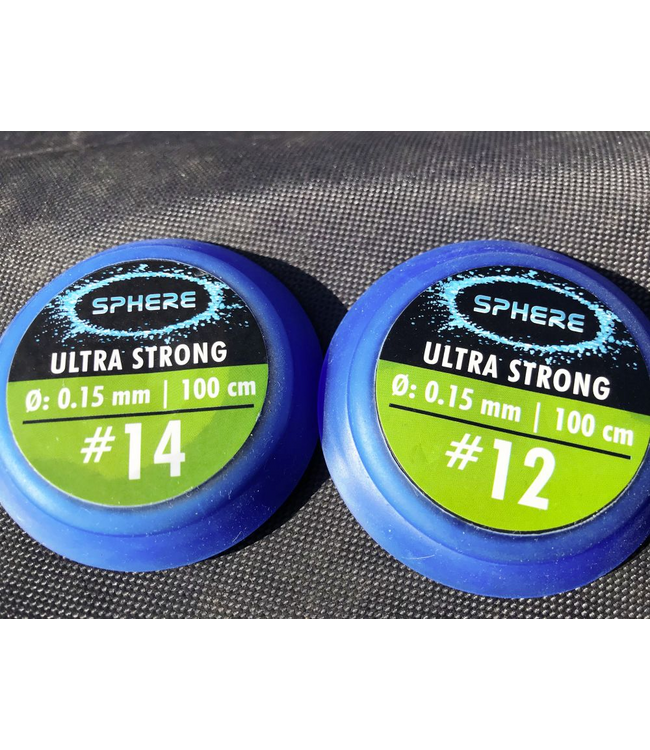 SPHERE
ULTRA STRONG
Ø: 0.15 mm | 100 cm
#14
SPHERE
ULTRA STRONG
Ø: 0.15 mm | 100 cm
#12